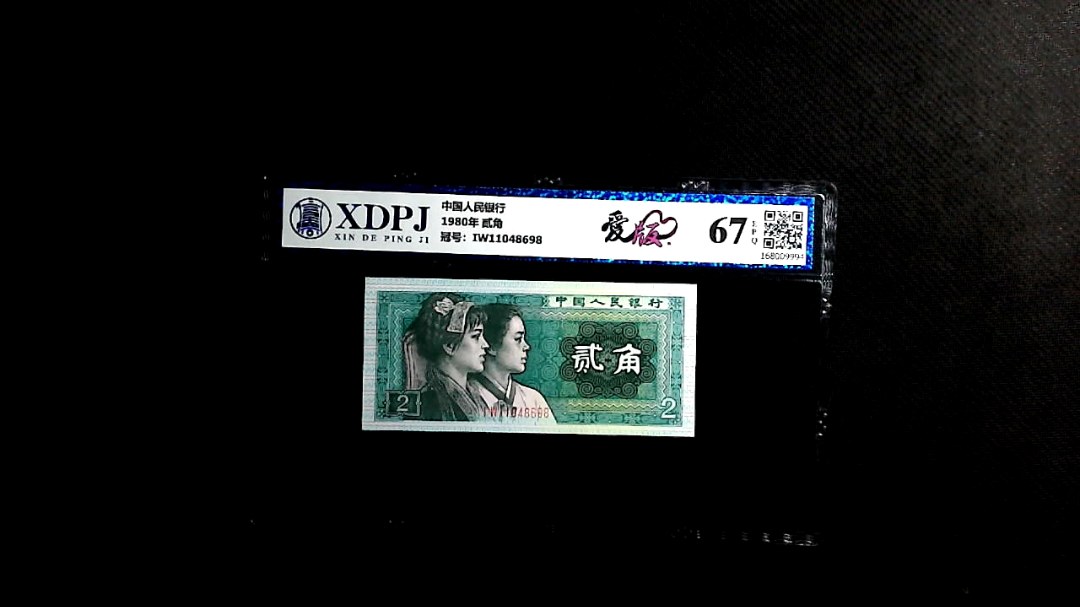 XDPJ
XIN DE PING JI
中国人民银行
1980年 贰角
冠号：IW11048698
爱版
67
EPQ
168009994
中国人民银行
贰角
2
IW11048698
2